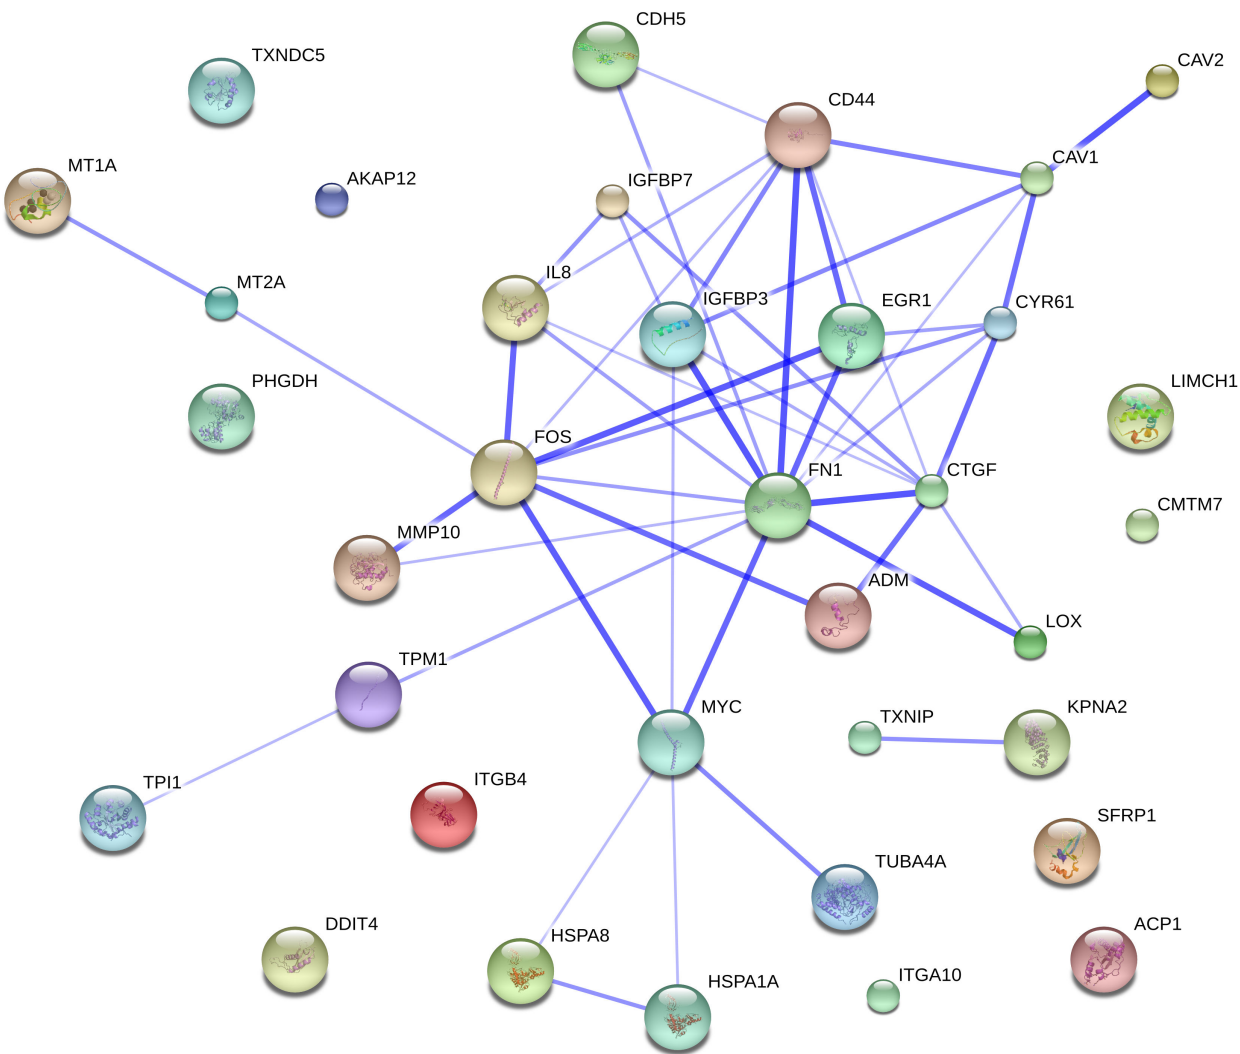 CDH5
TXNDC5
CAV2
CD44
CAV1
MT1A
AKAP12
IGFBP7
IL8
MT2A
IGFBP3
EGR1
CYR61
PHGDH
LIMCH1
FOS
FN1
CTGF
CMTM7
MMP10
ADM
LOX
TPM1
MYC
TXNIP
KPNA2
TPI1
ITGB4
SFRP1
TUBA4A
DDIT4
HSPA8
ACP1
ITGA10
HSPA1A